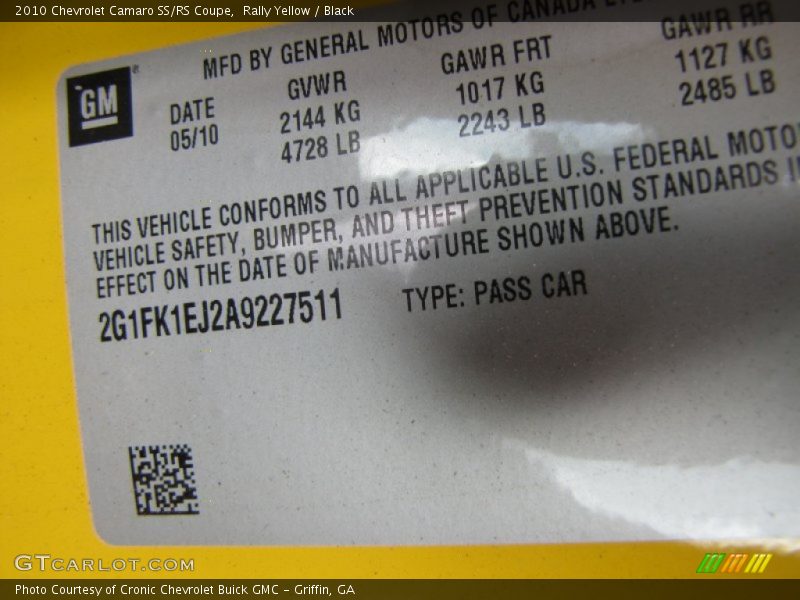 2010 Chevrolet Camaro SS/RS Coupe, Rally Yellow / Black
MFD BY GENERAL MOTORS OF CANADA
GM
DATE GVWR GAWR FRT GAWR RR
05/10 2144 KG 1017 KG 1127 KG
4728 LB 2243 LB 2485 LB
THIS VEHICLE CONFORMS TO ALL APPLICABLE U.S. FEDERAL MOTO
VEHICLE SAFETY, BUMPER, AND THEFT PREVENTION STANDARDS I
EFFECT ON THE DATE OF MANUFACTURE SHOWN ABOVE.
2G1FK1EJ2A9227511 TYPE: PASS CAR
GTCARLOT.COM
Photo Courtesy of Cronic Chevrolet Buick GMC – Griffin, GA